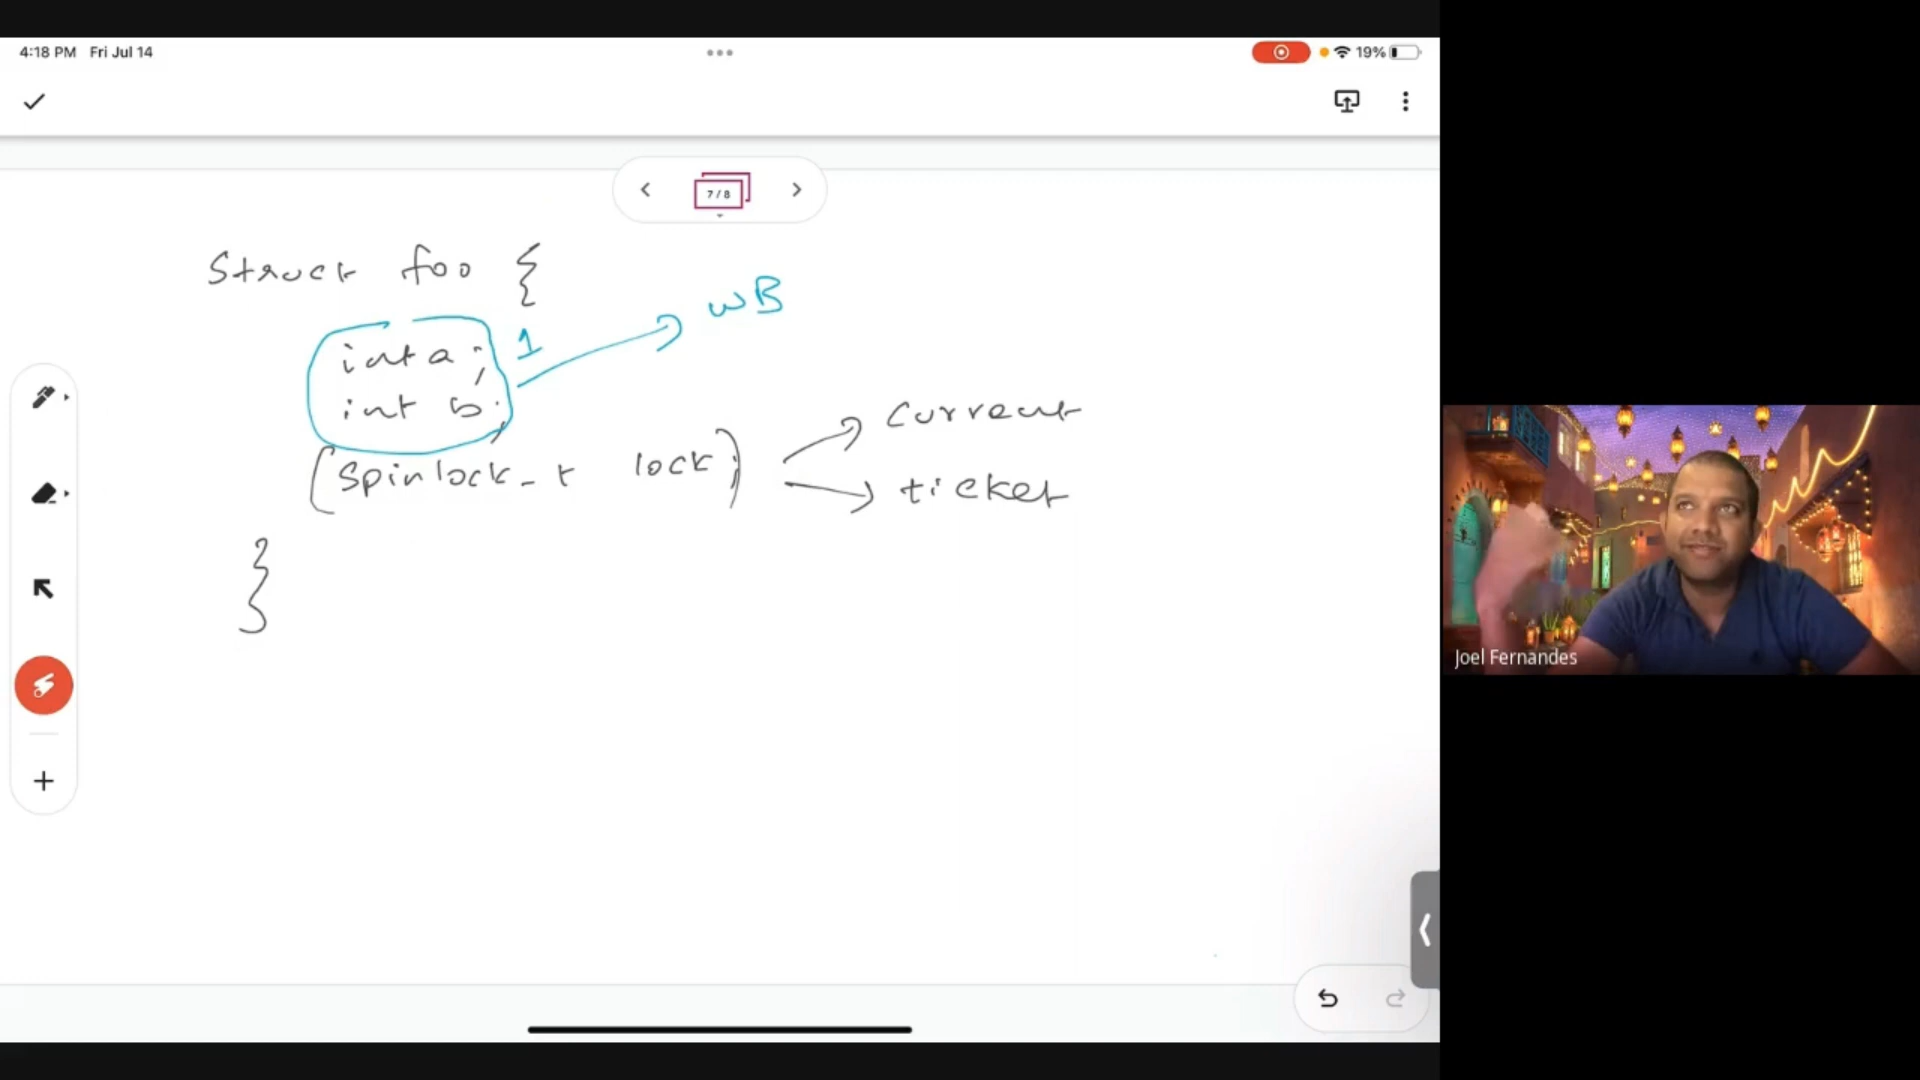 4:18 PM Fri Jul 14
19%
7 / 8
Struct foo {
int a;
1
wB
int b;
(spinlock_t lock);
current
ticket
}
Joel Fernandes